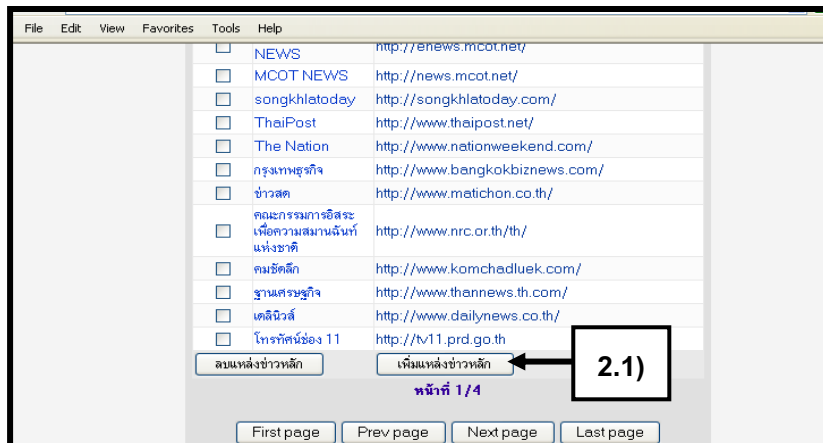 File Edit View Favorites Tools Help
NEWS http://enews.mcot.net/
MCOT NEWS http://news.mcot.net/
songkhlatoday http://songkhlatoday.com/
ThaiPost http://www.thaipost.net/
The Nation http://www.nationweekend.com/
กรุงเทพธุรกิจ http://www.bangkokbiznews.com/
ข่าวสด http://www.matichon.co.th/
คณะกรรมการอิสระ
เพื่อความสมานฉันท์ http://www.nrc.or.th/th/
แห่งชาติ
คมชัดลึก http://www.komchadluek.com/
ฐานเศรษฐกิจ http://www.thannews.th.com/
เดลินิวส์ http://www.dailynews.co.th/
โทรทัศน์ช่อง 11 http://tv11.prd.go.th
ลบแหล่งข่าวหลัก เพิ่มแหล่งข่าวหลัก 2.1)
หน้าที่ 1/4
First page Prev page Next page Last page